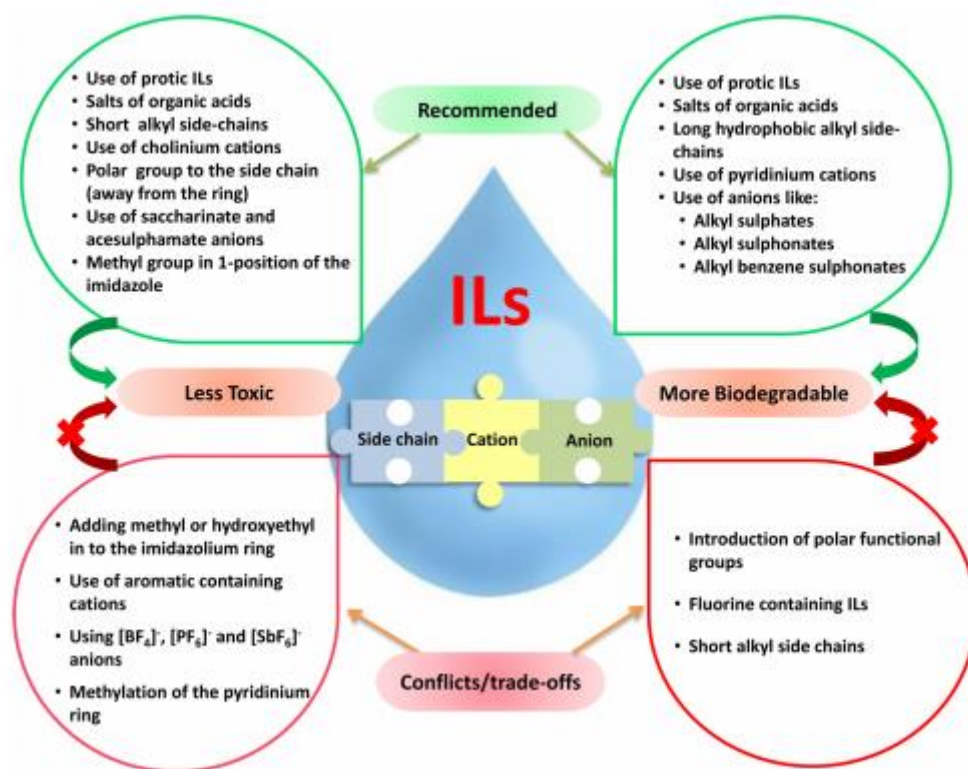 • Use of protic ILs
• Salts of organic acids
• Short alkyl side-chains
• Use of cholinium cations
• Polar group to the side chain
(away from the ring)
• Use of saccharinate and
acesulphamate anions
• Methyl group in 1-position of the
imidazole
Recommended
• Use of protic ILs
• Salts of organic acids
• Long hydrophobic alkyl side-
chains
• Use of pyridinium cations
• Use of anions like:
• Alkyl sulphates
• Alkyl sulphonates
• Alkyl benzene sulphonates
ILs
Less Toxic
More Biodegradable
Side chain
Cation
Anion
• Adding methyl or hydroxyethyl
in to the imidazolium ring
• Use of aromatic containing
cations
• Using [BF₄]⁻, [PF₆]⁻ and [SbF₆]⁻
anions
• Methylation of the pyridinium
ring
Conflicts/trade-offs
• Introduction of polar functional
groups
• Fluorine containing ILs
• Short alkyl side chains